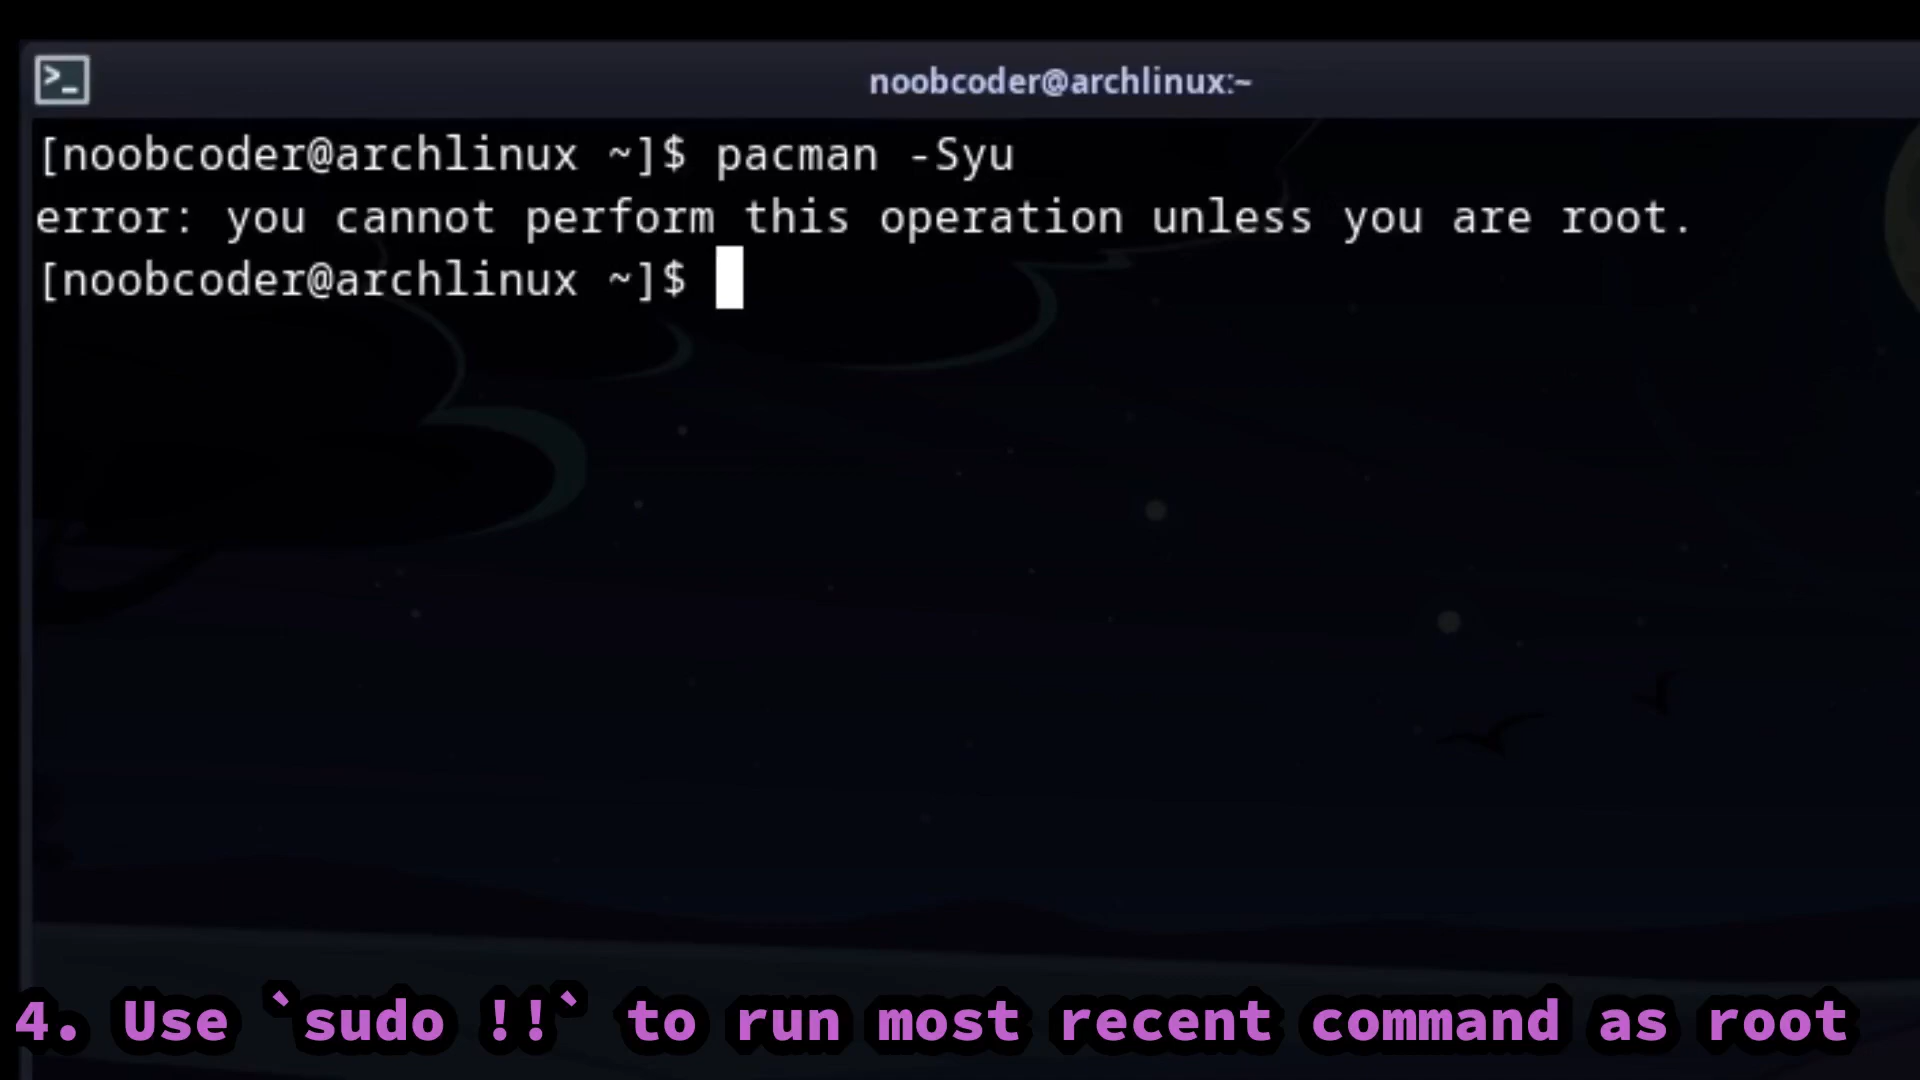 noobcoder@archlinux:~
[noobcoder@archlinux ~]$ pacman -Syu
error: you cannot perform this operation unless you are root.
[noobcoder@archlinux ~]$
4. Use `sudo !!` to run most recent command as root